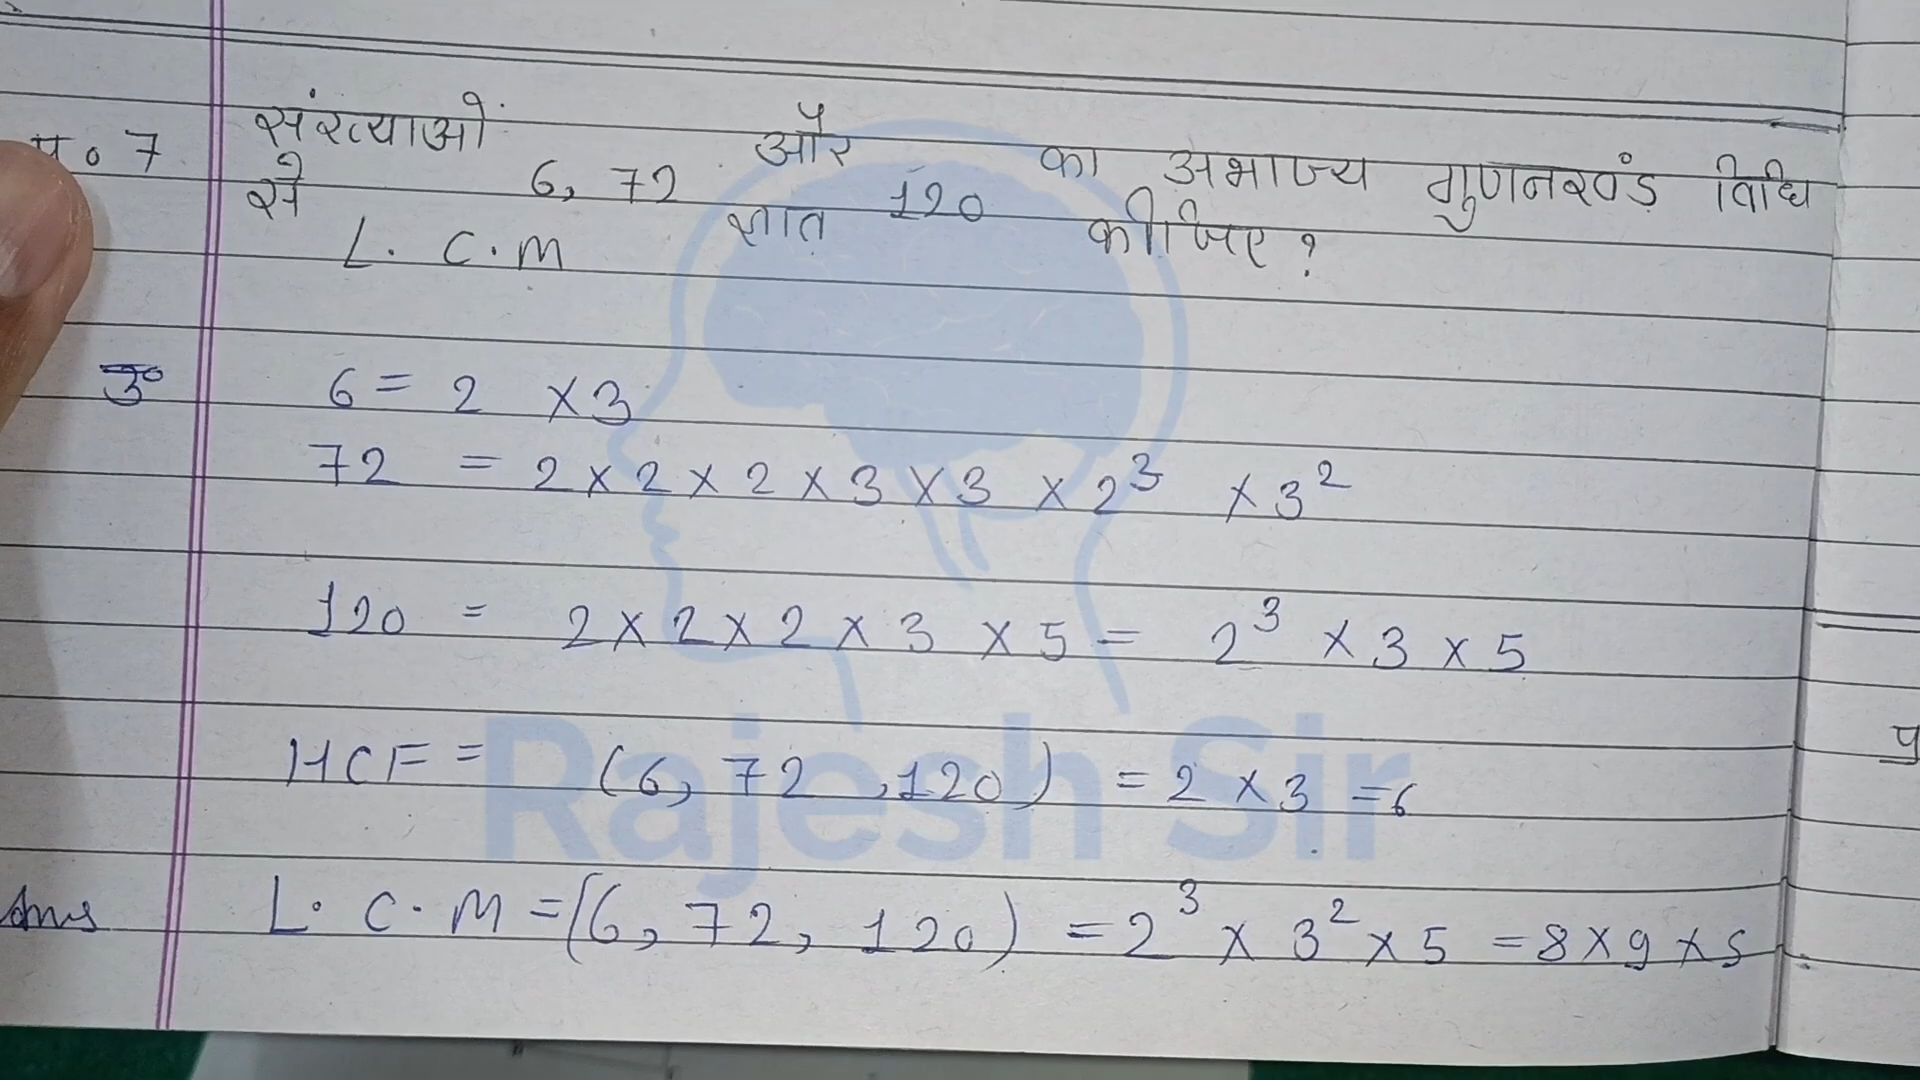 प्र० 7 संख्याओं 6, 72 और 120 का अभाज्य गुणनखंड विधि
से L. C. M ज्ञात कीजिए ?
उ० 6 = 2 × 3
72 = 2 × 2 × 2 × 3 × 3 × 2³ × 3²
120 = 2 × 2 × 2 × 3 × 5 = 2³ × 3 × 5
HCF = (6, 72, 120) = 2 × 3 = 6
Rajesh Sir
Ans L. C. M = (6, 72, 120) = 2³ × 3² × 5 = 8 × 9 × 5